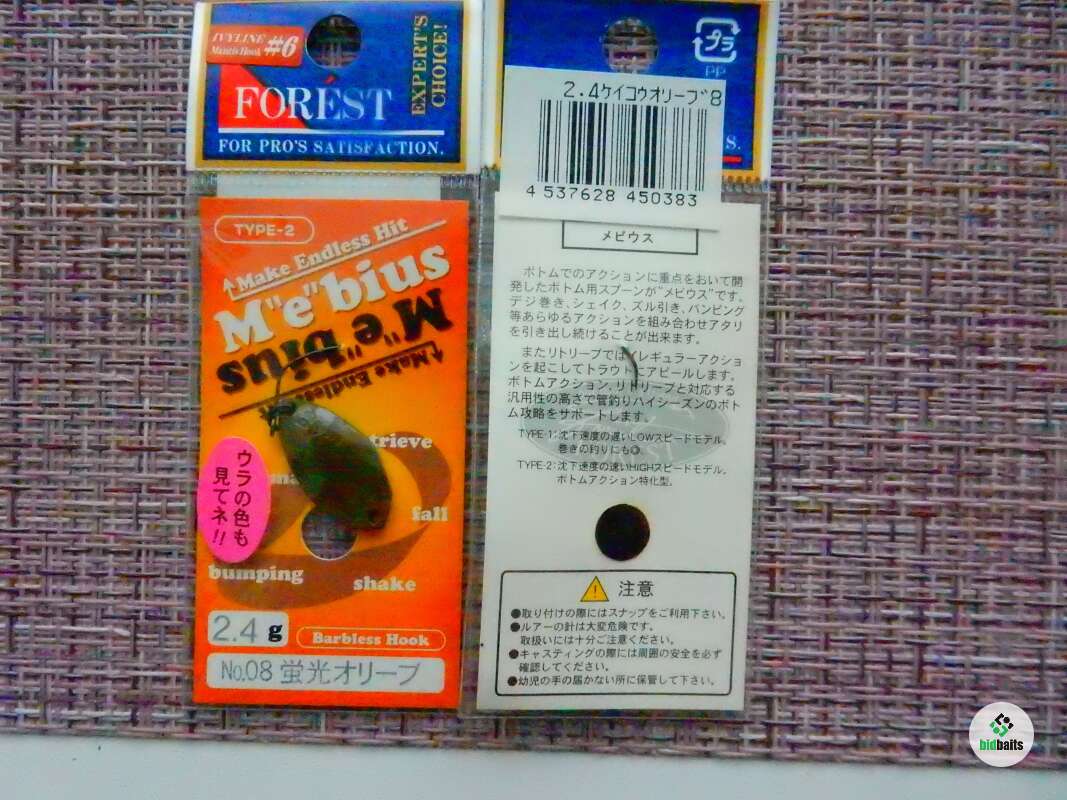 IVYLINE
Mantis Hook #6
EXPERT'S
CHOICE!
FORÉST
FOR PRO'S SATISFACTION.
TYPE-2
Make Endless Hit
M"e"bius
M"e"bius
Make Endless
trieve
ウラの色も
見てネ!!
fall
bumping
shake
2.4 g
Barbless Hook
No.08 蛍光オリーブ
プラ
PP
2.4ケイコウオリーブ8
4 537628 450383
S.
メビウス
ボトムでのアクションに重点をおいて開
発したボトム用スプーンが"メビウス"です。
デジ巻き、シェイク、ズル引き、バンピング
等あらゆるアクションを組み合わせアタリ
を引き出し続けることが出来ます。
またリトリーブではイレギュラーアクション
を起こしてトラウトにアピールします。
ボトムアクション、リトリーブと対応する
汎用性の高さで管釣りハイシーズンのボト
ム攻略をサポートします。
TYPE-1:沈下速度の遅いLOWスピードモデル。
巻きの釣りにも◎
TYPE-2:沈下速度の速いHIGHスピードモデル。
ボトムアクション特化型。
注意
●取り付けの際にはスナップをご利用下さい。
●ルアーの針は大変危険です。
取扱いには十分ご注意ください。
●キャスティングの際には周囲の安全を必ず
確認してください。
●幼児の手の届かない所に保管して下さい。
bidbaits